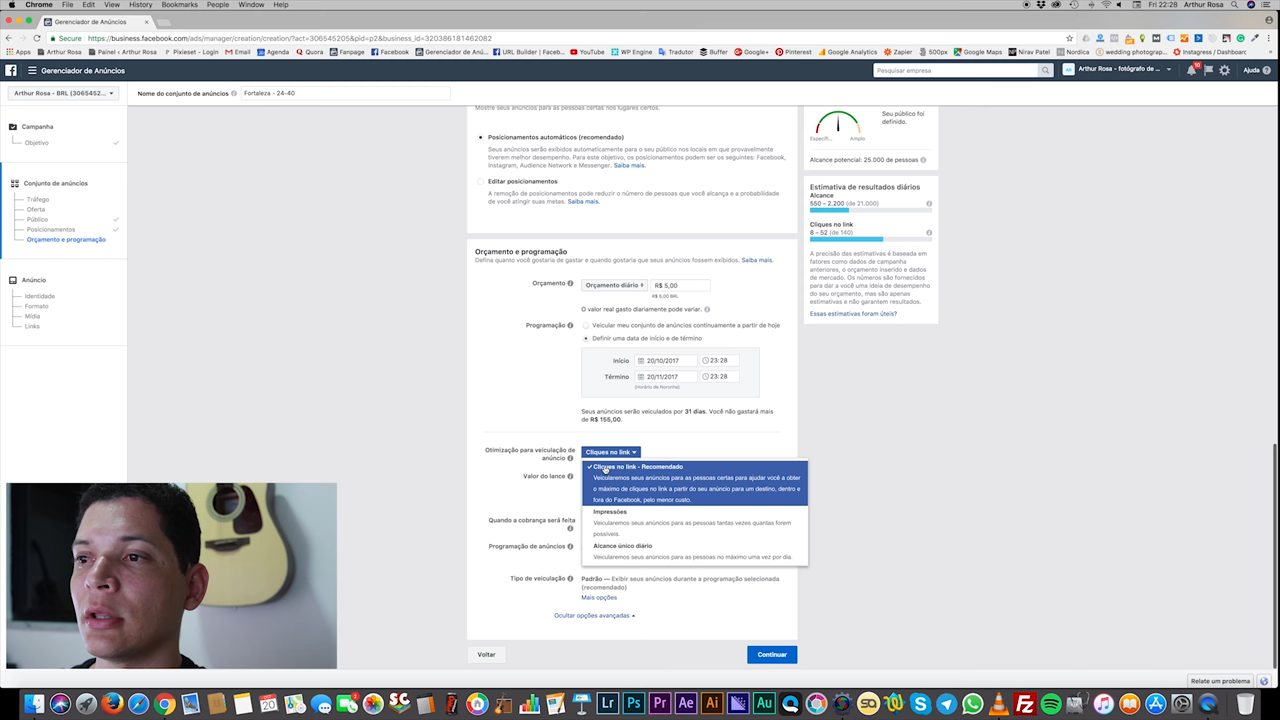 Chrome File Edit View History Bookmarks People Window Help
Fri 22:28 Arthur Rosa
Gerenciador de Anúncios
Secure https://business.facebook.com/ads/manager/creation/creation/?act=306545205&pid=p2&business_id=320386181462082
Apps Arthur Rosa Painel ‹ Arthur Ros Pixieset - Login Email Agenda Quora Fanpage Facebook Gerenciador de Anú URL Builder | Faceb YouTube WP Engine Tradutor Buffer Google+ Pinterest Google Analytics Zapier 500px Google Maps Nirav Patel Nordica wedding photograp Instagress / Dashboard
Gerenciador de Anúncios
Pesquisar empresa
AR Arthur Rosa - fotógrafo de ...
10
Ajuda
Arthur Rosa - BRL (3065452...
Nome do conjunto de anúncios Fortaleza - 24-40
Campanha
Objetivo
Conjunto de anúncios
Tráfego
Oferta
Público
Posicionamentos
Orçamento e programação
Anúncio
Identidade
Formato
Mídia
Links
Mostre seus anúncios para as pessoas certas nos lugares certos.
Posicionamentos automáticos (recomendado)
Seus anúncios serão exibidos automaticamente para o seu público nos locais em que provavelmente
tiverem melhor desempenho. Para este objetivo, os posicionamentos podem ser os seguintes: Facebook,
Instagram, Audience Network e Messenger. Saiba mais.
Editar posicionamentos
A remoção de posicionamentos pode reduzir o número de pessoas que você alcança e a probabilidade
de você atingir suas metas. Saiba mais.
Orçamento e programação
Defina quanto você gostaria de gastar e quando gostaria que seus anúncios fossem exibidos. Saiba mais.
Orçamento Orçamento diário R$ 5,00
R$ 5,00 BRL
O valor real gasto diariamente pode variar.
Programação Veicular meu conjunto de anúncios continuamente a partir de hoje
Definir uma data de início e de término
Início 20/10/2017 23:28
Término 20/11/2017 23:28
(Horário de Noronha)
Seus anúncios serão veiculados por 31 dias. Você não gastará mais
de R$ 155,00.
Otimização para veiculação de
anúncio
Cliques no link
Cliques no link - Recomendado
Veicularemos seus anúncios para as pessoas certas para ajudar você a obter
o máximo de cliques no link a partir do seu anúncio para um destino, dentro e
fora do Facebook, pelo menor custo.
Impressões
Veicularemos seus anúncios para as pessoas tantas vezes quantas forem
possíveis.
Alcance único diário
Veicularemos seus anúncios para as pessoas no máximo uma vez por dia.
Valor do lance
Quando a cobrança será feita
Programação de anúncios
Tipo de veiculação Padrão — Exibir seus anúncios durante a programação selecionada
(recomendado)
Mais opções
Ocultar opções avançadas
Voltar
Continuar
Específi...
Amplo
Seu público foi
definido.
Alcance potencial: 25.000 de pessoas
Estimativa de resultados diários
Alcance
550 – 2.200 (de 21.000)
Cliques no link
8 – 52 (de 140)
A precisão das estimativas é baseada
em fatores como dados de campanha
anteriores, o orçamento inserido e dados
de mercado. Os números são fornecidos
para dar a você uma ideia de desempenho
do seu orçamento, mas são apenas
estimativas e não garantem resultados.
Essas estimativas foram úteis?
Relate um problema
20
Lr Ps Pr Ae Ai Au